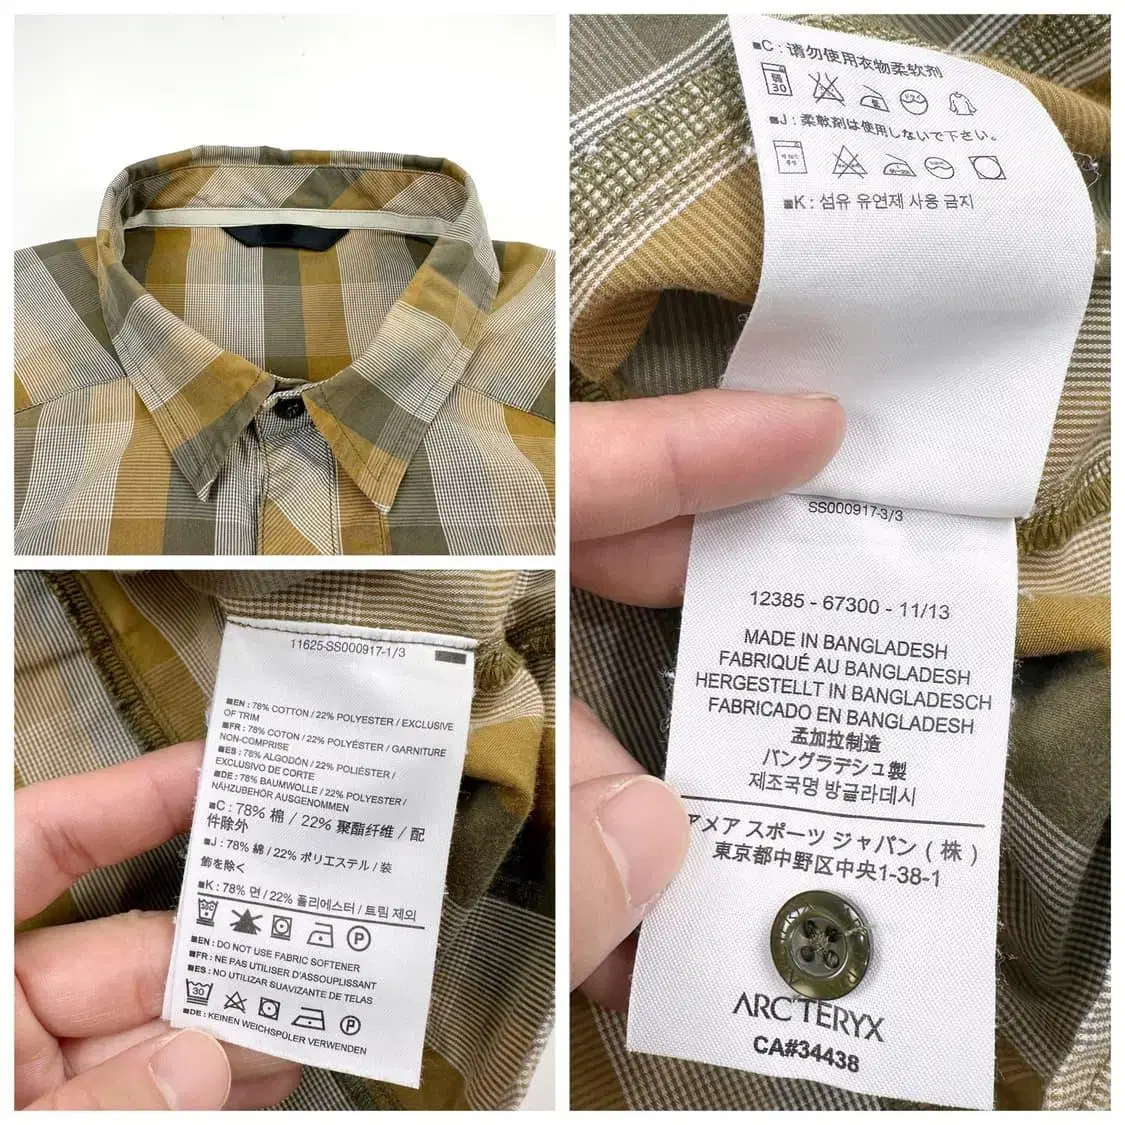 11625-SS000917-1/3
■EN : 78% COTTON / 22% POLYESTER / EXCLUSIVE
OF TRIM
■FR : 78% COTON / 22% POLYÉSTER / GARNITURE
NON-COMPRISE
■ES : 78% ALGODÓN / 22% POLIÉSTER /
EXCLUSIVO DE CORTE
■DE : 78% BAUMWOLLE / 22% POLYESTER /
NÄHZUBEHÖR AUSGENOMMEN
■C : 78% 棉 / 22% 聚酯纤维 / 配
件除外
■J : 78% 綿 / 22% ポリエステル / 装
飾を除く
■K : 78% 면 / 22% 폴리에스터 / 트림 제외
30C P
■EN : DO NOT USE FABRIC SOFTENER
■FR : NE PAS UTILISER D'ASSOUPLISSANT
■ES : NO UTILIZAR SUAVIZANTE DE TELAS
30 P
■DE : KEINEN WEICHSPÜLER VERWENDEN
■C : 请勿使用衣物柔软剂
弱 30 ドライ
■J : 柔軟剤は使用しないで下さい。
■K : 섬유 유연제 사용 금지
SS000917-3/3
12385 - 67300 - 11/13
MADE IN BANGLADESH
FABRIQUÉ AU BANGLADESH
HERGESTELLT IN BANGLADESCH
FABRICADO EN BANGLADESH
孟加拉制造
バングラデシュ製
제조국명 방글라데시
アメア スポーツ ジャパン ( 株 )
東京都中野区中央1-38-1
ARC'TERYX
CA#34438